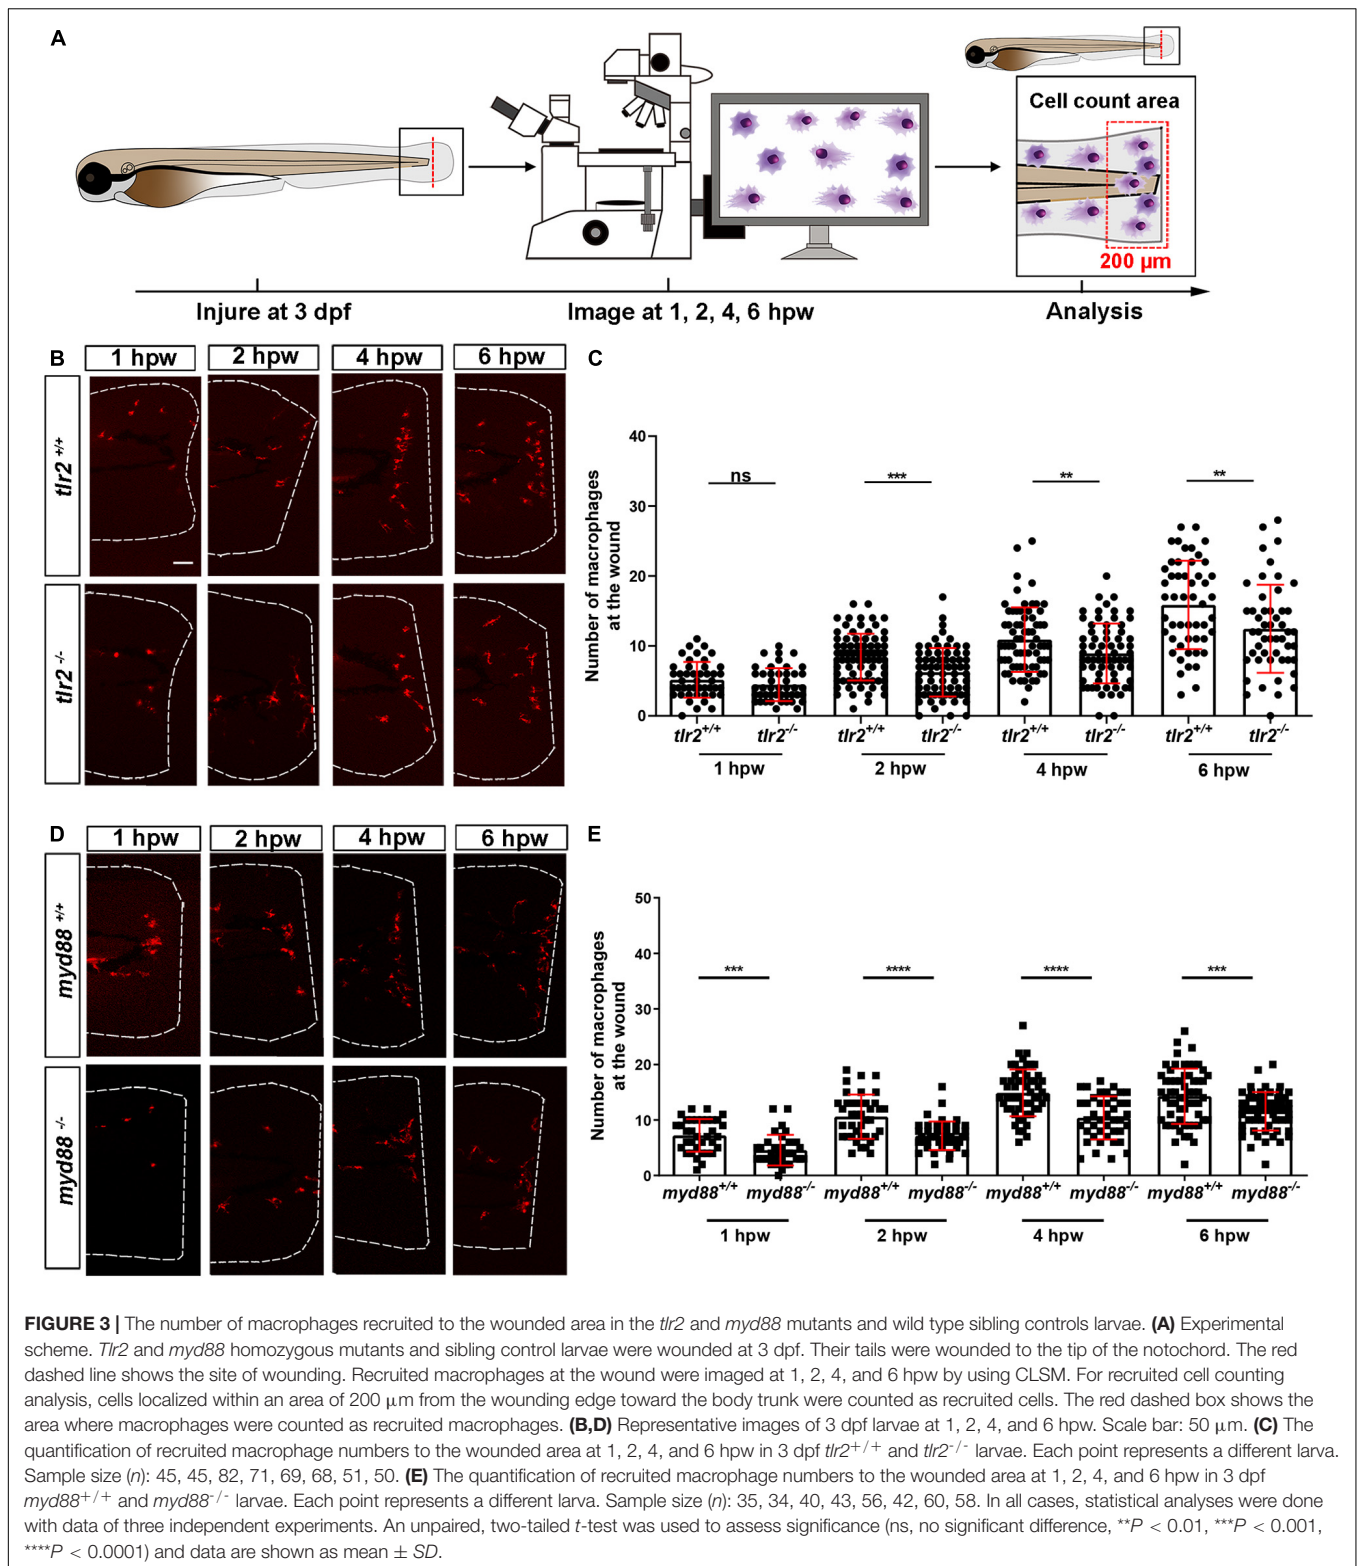 A
Cell count area
200 µm
Injure at 3 dpf
Image at 1, 2, 4, 6 hpw
Analysis
B
1 hpw
2 hpw
4 hpw
6 hpw
tlr2 +/+
tlr2 -/-
C
Number of macrophages
at the wound
40
30
20
10
0
ns
***
**
**
tlr2+/+
tlr2-/-
tlr2+/+
tlr2-/-
tlr2+/+
tlr2-/-
tlr2+/+
tlr2-/-
1 hpw
2 hpw
4 hpw
6 hpw
D
1 hpw
2 hpw
4 hpw
6 hpw
myd88 +/+
myd88 -/-
E
Number of macrophages
at the wound
50
40
30
20
10
0
***
****
****
***
myd88+/+
myd88-/-
myd88+/+
myd88-/-
myd88+/+
myd88-/-
myd88+/+
myd88-/-
1 hpw
2 hpw
4 hpw
6 hpw
FIGURE 3 | The number of macrophages recruited to the wounded area in the tlr2 and myd88 mutants and wild type sibling controls larvae. (A) Experimental
scheme. Tlr2 and myd88 homozygous mutants and sibling control larvae were wounded at 3 dpf. Their tails were wounded to the tip of the notochord. The red
dashed line shows the site of wounding. Recruited macrophages at the wound were imaged at 1, 2, 4, and 6 hpw by using CLSM. For recruited cell counting
analysis, cells localized within an area of 200 µm from the wounding edge toward the body trunk were counted as recruited cells. The red dashed box shows the
area where macrophages were counted as recruited macrophages. (B,D) Representative images of 3 dpf larvae at 1, 2, 4, and 6 hpw. Scale bar: 50 µm. (C) The
quantification of recruited macrophage numbers to the wounded area at 1, 2, 4, and 6 hpw in 3 dpf tlr2+/+ and tlr2-/- larvae. Each point represents a different larva.
Sample size (n): 45, 45, 82, 71, 69, 68, 51, 50. (E) The quantification of recruited macrophage numbers to the wounded area at 1, 2, 4, and 6 hpw in 3 dpf
myd88+/+ and myd88-/- larvae. Each point represents a different larva. Sample size (n): 35, 34, 40, 43, 56, 42, 60, 58. In all cases, statistical analyses were done
with data of three independent experiments. An unpaired, two-tailed t-test was used to assess significance (ns, no significant difference, **P < 0.01, ***P < 0.001,
****P < 0.0001) and data are shown as mean ± SD.